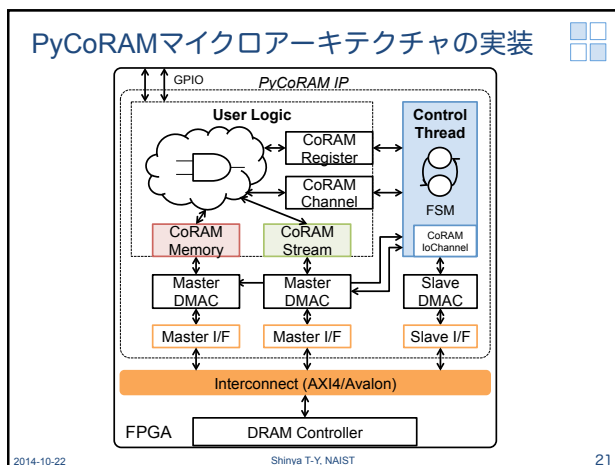 PyCoRAMマイクロアーキテクチャの実装
GPIO
PyCoRAM IP
User Logic
Control
Thread
CoRAM
Register
CoRAM
Channel
FSM
CoRAM
Memory
CoRAM
Stream
CoRAM
IoChannel
Master
DMAC
Master
DMAC
Slave
DMAC
Master I/F
Master I/F
Slave I/F
Interconnect (AXI4/Avalon)
FPGA
DRAM Controller
2014-10-22
Shinya T-Y, NAIST
21